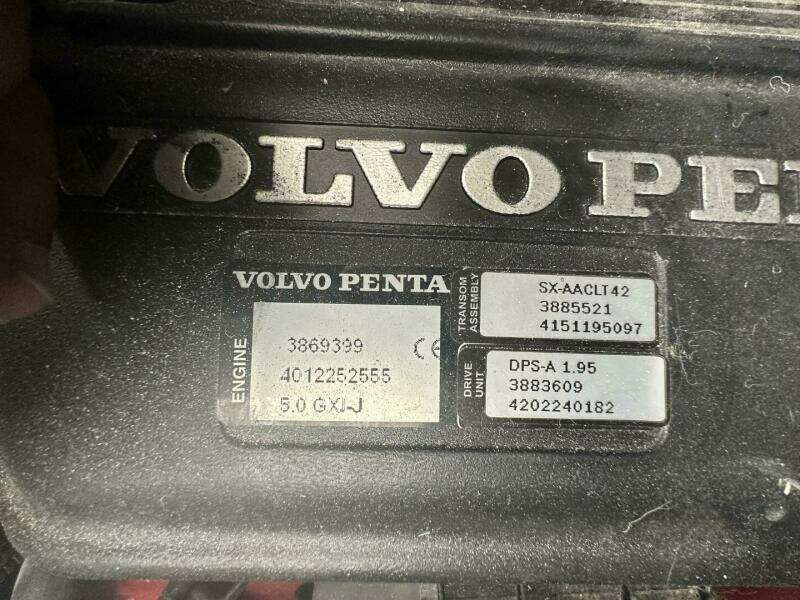 VOLVO PE
VOLVO PENTA
ENGINE
3869399 CE
4012252555
5.0 GXI-J
TRANSOM
ASSEMBLY
SX-AACLT42
3885521
4151195097
DRIVE
UNIT
DPS-A 1.95
3883609
4202240182